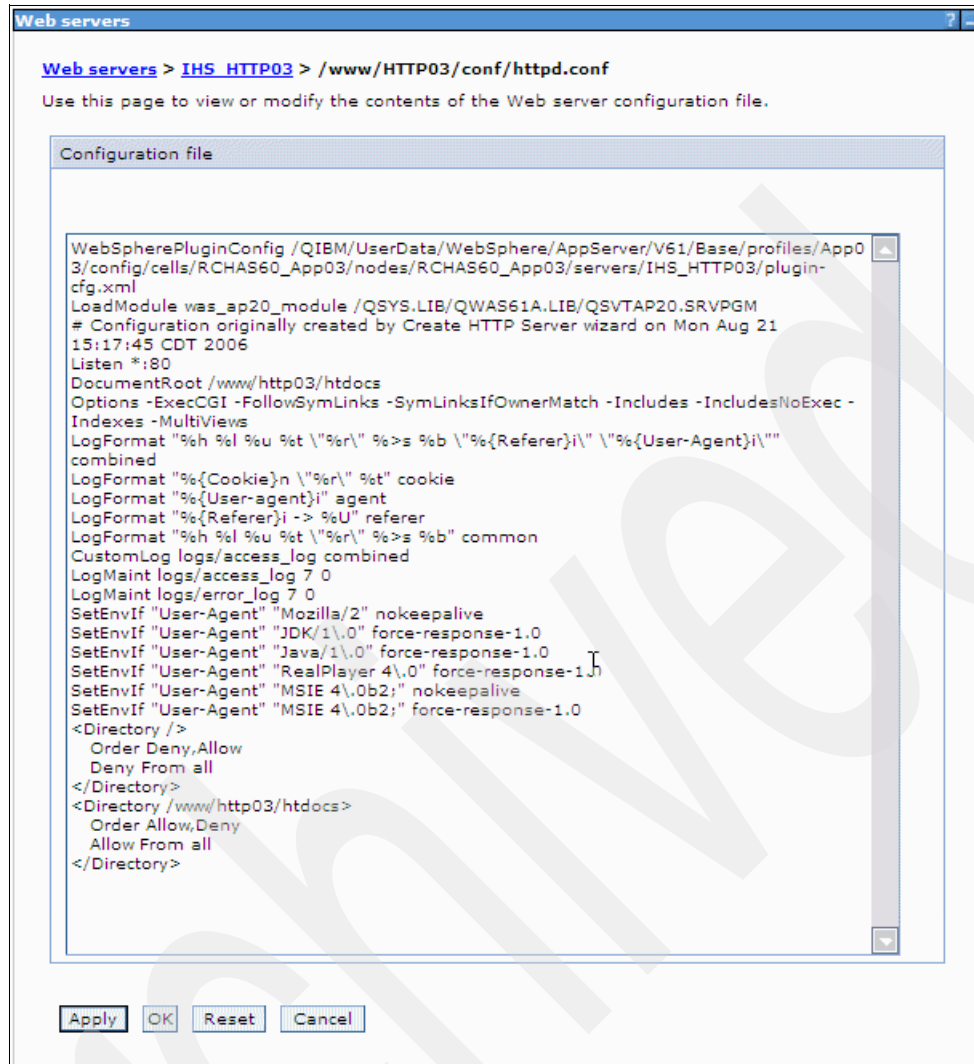 Web servers ? –
Web servers > IHS_HTTP03 > /www/HTTP03/conf/httpd.conf
Use this page to view or modify the contents of the Web server configuration file.
Configuration file
WebSpherePluginConfig /QIBM/UserData/WebSphere/AppServer/V61/Base/profiles/App0
3/config/cells/RCHAS60_App03/nodes/RCHAS60_App03/servers/IHS_HTTP03/plugin-
cfg.xml
LoadModule was_ap20_module /QSYS.LIB/QWAS61A.LIB/QSVTAP20.SRVPGM
# Configuration originally created by Create HTTP Server wizard on Mon Aug 21
15:17:45 CDT 2006
Listen *:80
DocumentRoot /www/http03/htdocs
Options -ExecCGI -FollowSymLinks -SymLinksIfOwnerMatch -Includes -IncludesNoExec -
Indexes -MultiViews
LogFormat "%h %l %u %t \"%r\" %>s %b \"%{Referer}i\" \"%{User-Agent}i\""
combined
LogFormat "%{Cookie}n \"%r\" %t" cookie
LogFormat "%{User-agent}i" agent
LogFormat "%{Referer}i -> %U" referer
LogFormat "%h %l %u %t \"%r\" %>s %b" common
CustomLog logs/access_log combined
LogMaint logs/access_log 7 0
LogMaint logs/error_log 7 0
SetEnvIf "User-Agent" "Mozilla/2" nokeepalive
SetEnvIf "User-Agent" "JDK/1\.0" force-response-1.0
SetEnvIf "User-Agent" "Java/1\.0" force-response-1.0
SetEnvIf "User-Agent" "RealPlayer 4\.0" force-response-1.0
SetEnvIf "User-Agent" "MSIE 4\.0b2;" nokeepalive
SetEnvIf "User-Agent" "MSIE 4\.0b2;" force-response-1.0
<Directory />
Order Deny,Allow
Deny From all
</Directory>
<Directory /www/http03/htdocs>
Order Allow,Deny
Allow From all
</Directory>
Apply OK Reset Cancel